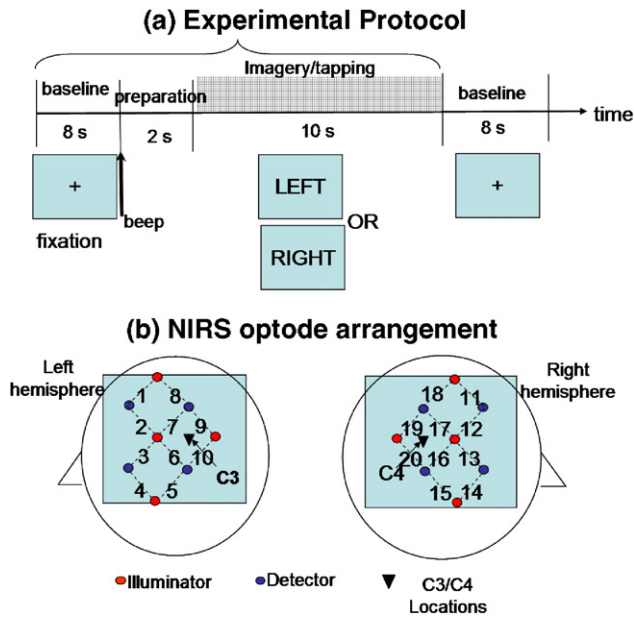 (a) Experimental Protocol
Imagery/tapping
baseline
preparation
baseline
time
8 s
2 s
10 s
8 s
+
LEFT
+
beep
OR
fixation
RIGHT
(b) NIRS optode arrangement
Left
hemisphere
Right
hemisphere
1
8
2
7
9
3
6
10
4
5
C3
18
11
19
17
12
20
16
13
C4
15
14
Illuminator
Detector
C3/C4
Locations